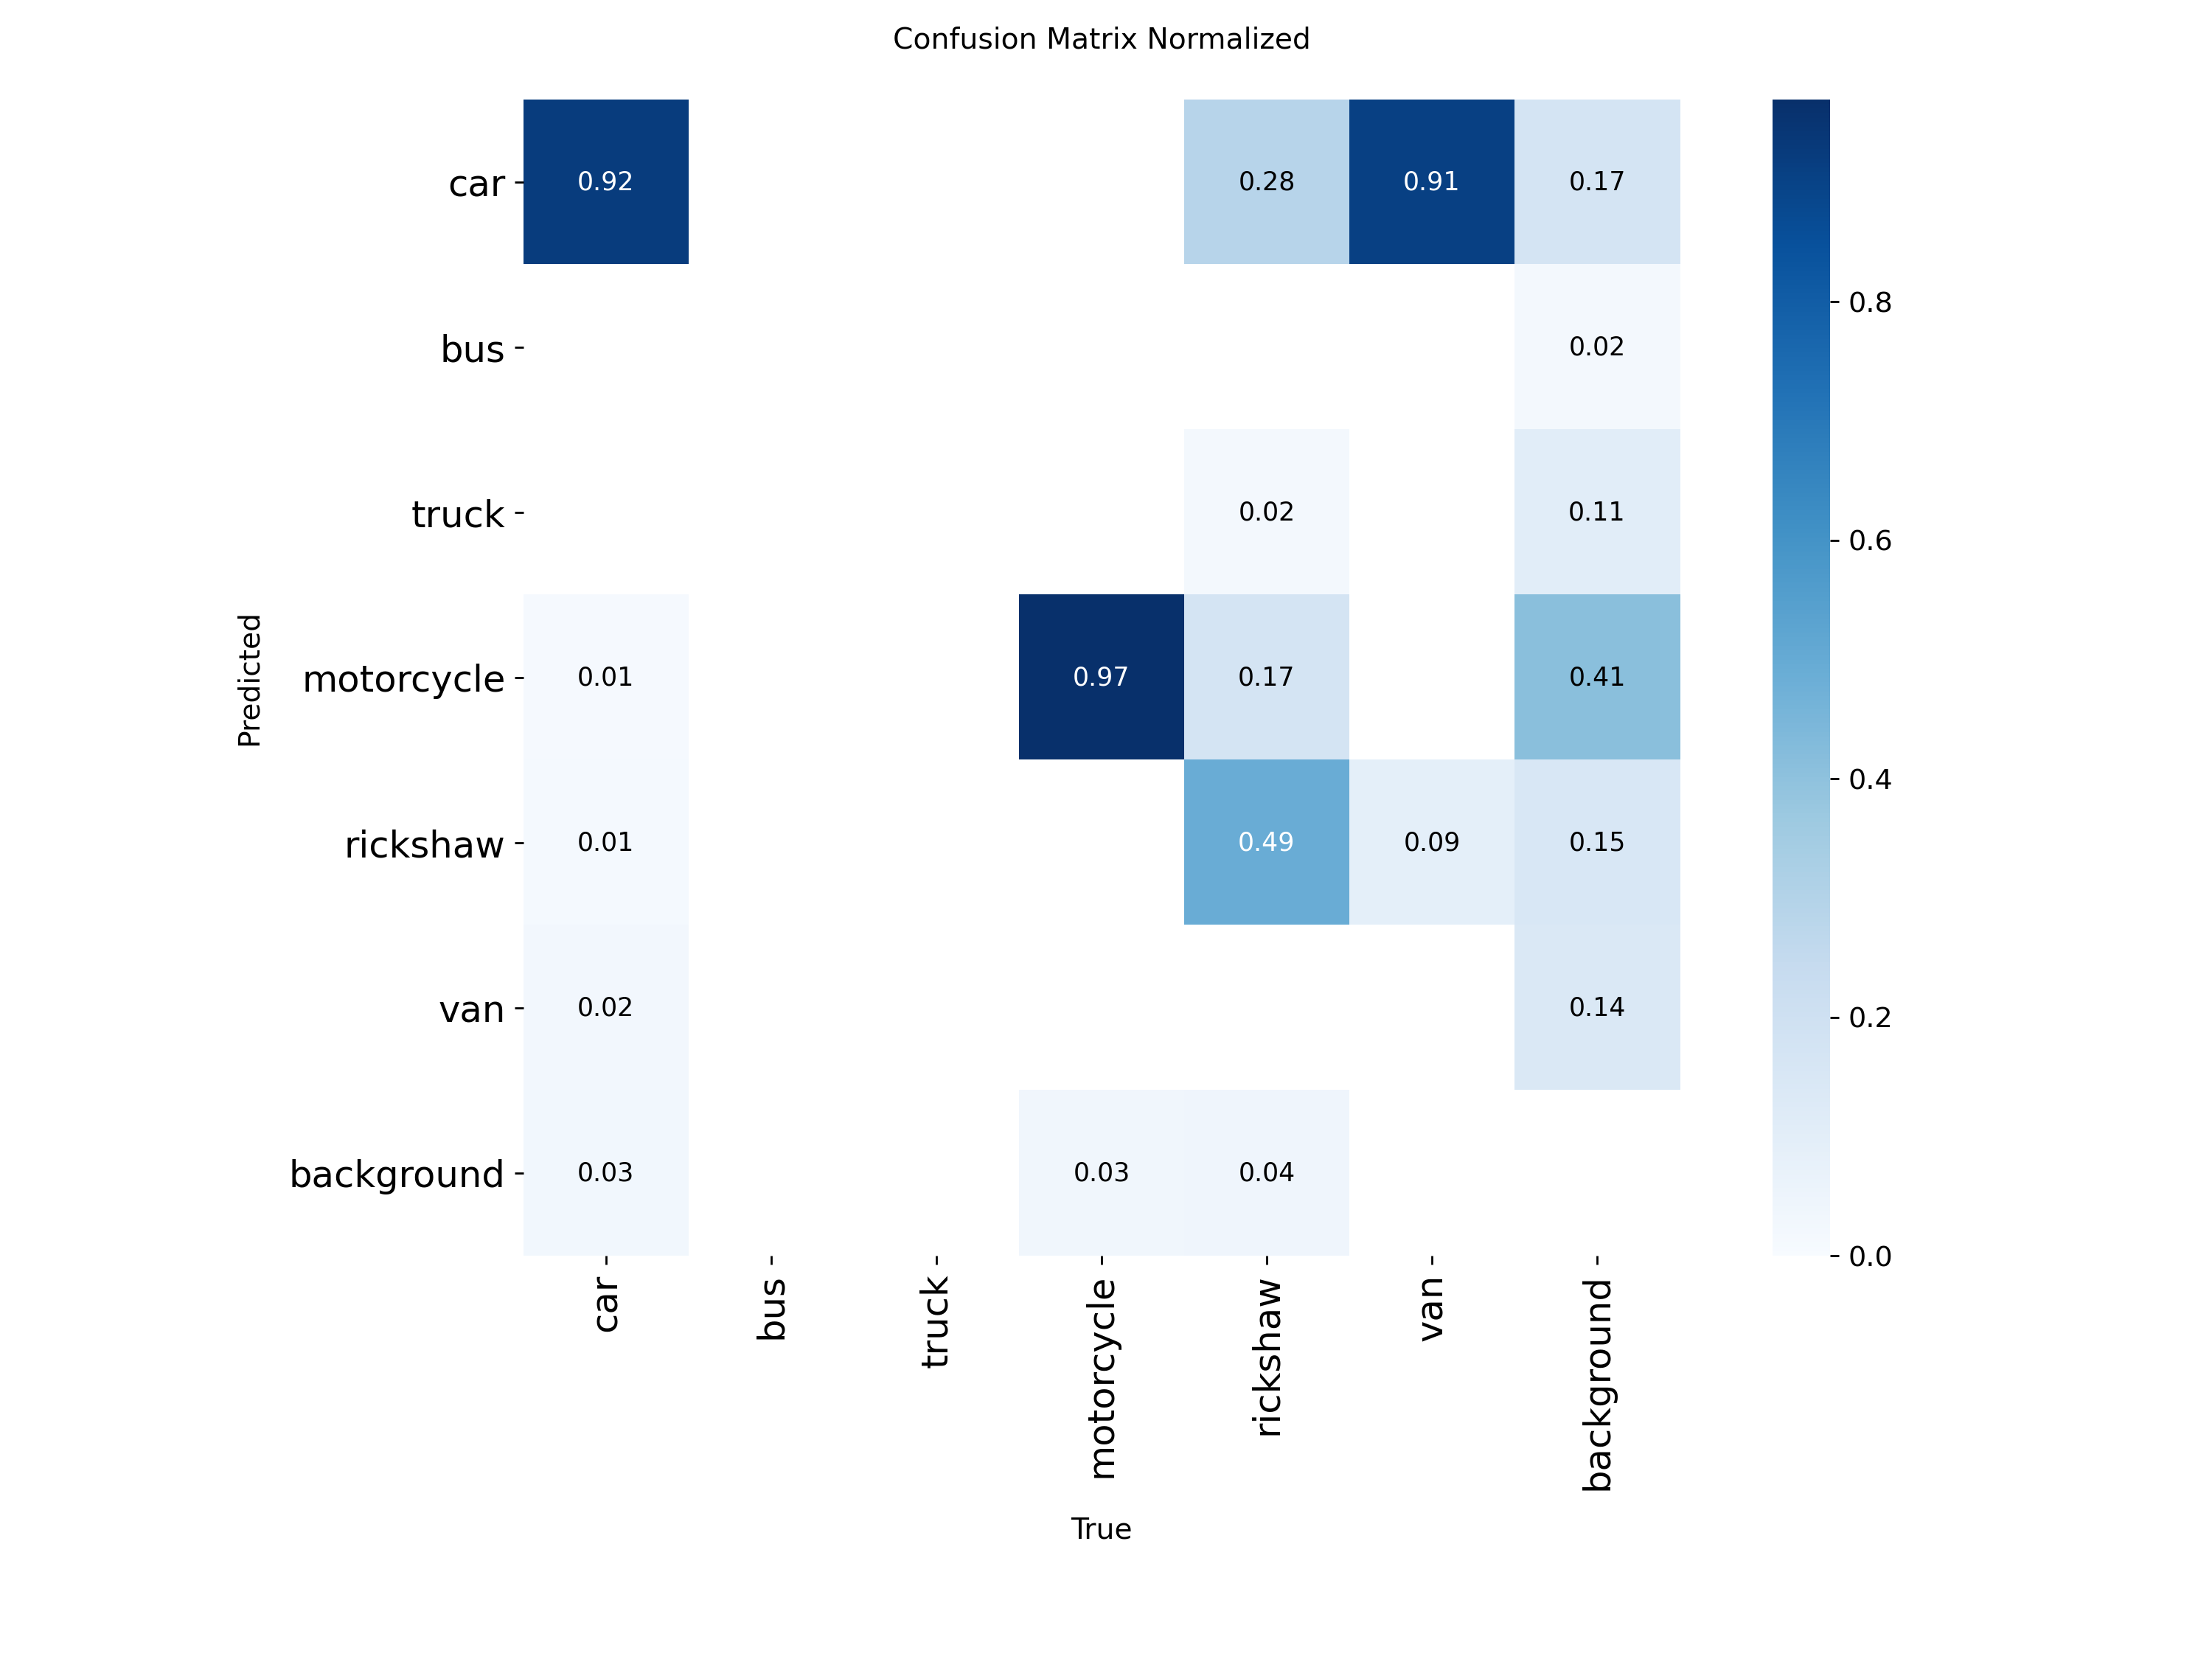 Confusion Matrix Normalized
car
0.92
0.28
0.91
0.17
bus
0.02
truck
0.02
0.11
motorcycle
0.01
0.97
0.17
0.41
rickshaw
0.01
0.49
0.09
0.15
van
0.02
0.14
background
0.03
0.03
0.04
Predicted
car
bus
truck
motorcycle
rickshaw
van
background
True
0.8
0.6
0.4
0.2
0.0